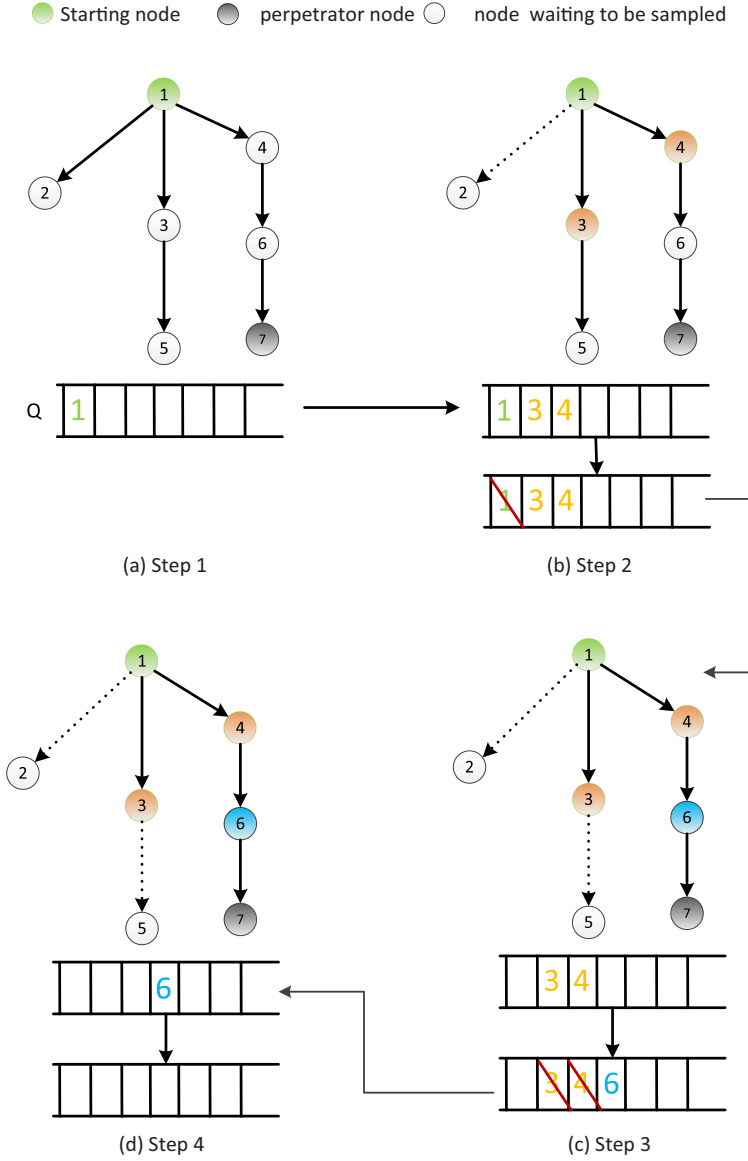 Starting node perpetrator node node waiting to be sampled
1 1
4 4
2 2
3 3
6 6
7 7
5 5
Q 1 1 3 4
1 3 4
(a) Step 1 (b) Step 2
1 1
4 4
2 2
3 3
6 6
7 7
5 5
6 3 4
3 4 6
(d) Step 4 (c) Step 3